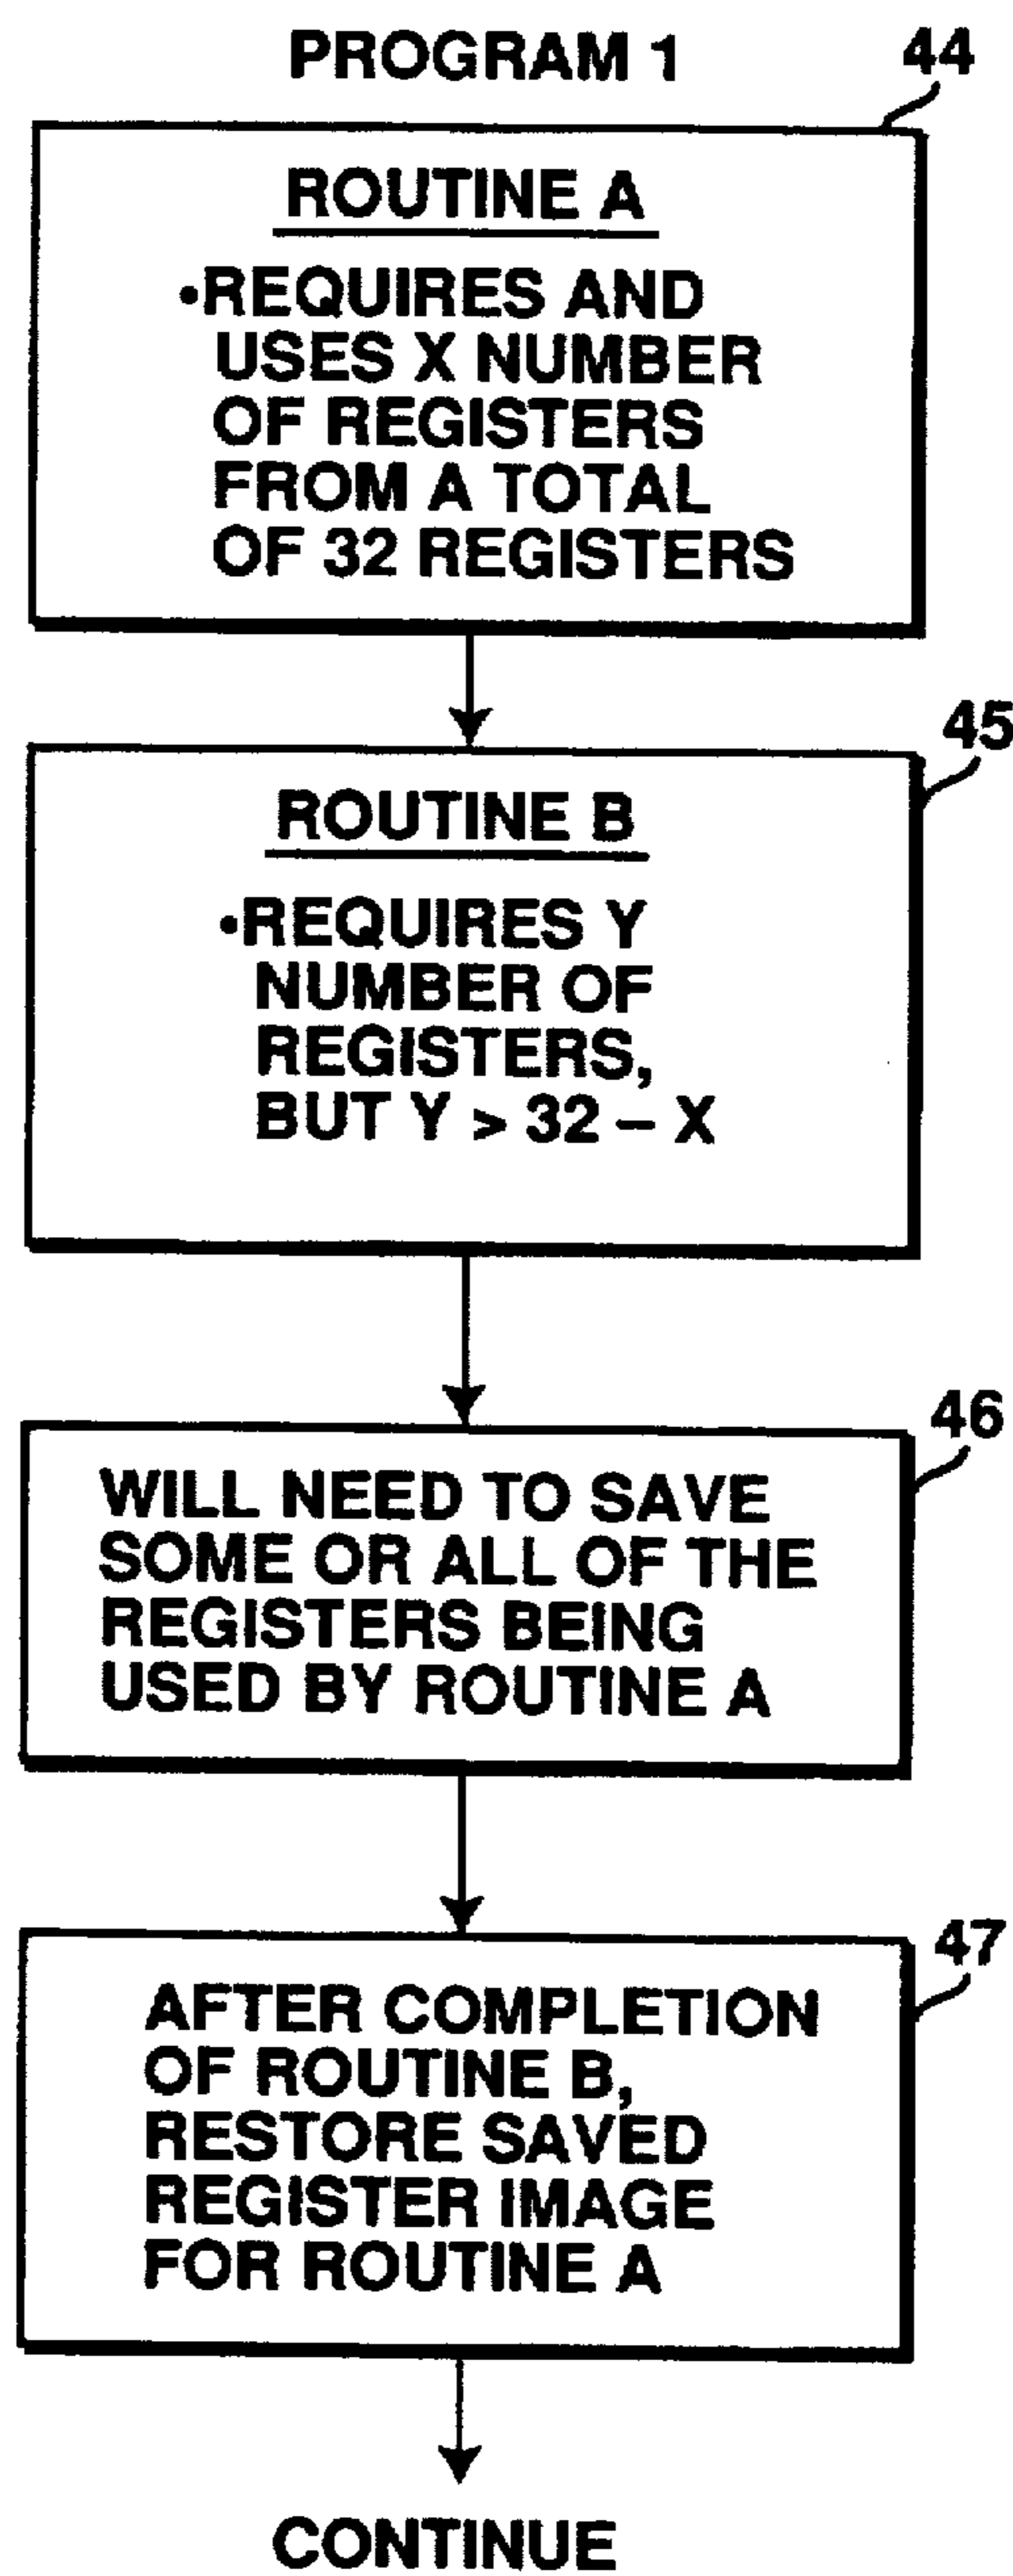 PROGRAM 1
44
ROUTINE A
•REQUIRES AND
USES X NUMBER
OF REGISTERS
FROM A TOTAL
OF 32 REGISTERS
45
ROUTINE B
•REQUIRES Y
NUMBER OF
REGISTERS,
BUT Y > 32 – X
46
WILL NEED TO SAVE
SOME OR ALL OF THE
REGISTERS BEING
USED BY ROUTINE A
47
AFTER COMPLETION
OF ROUTINE B,
RESTORE SAVED
REGISTER IMAGE
FOR ROUTINE A
CONTINUE